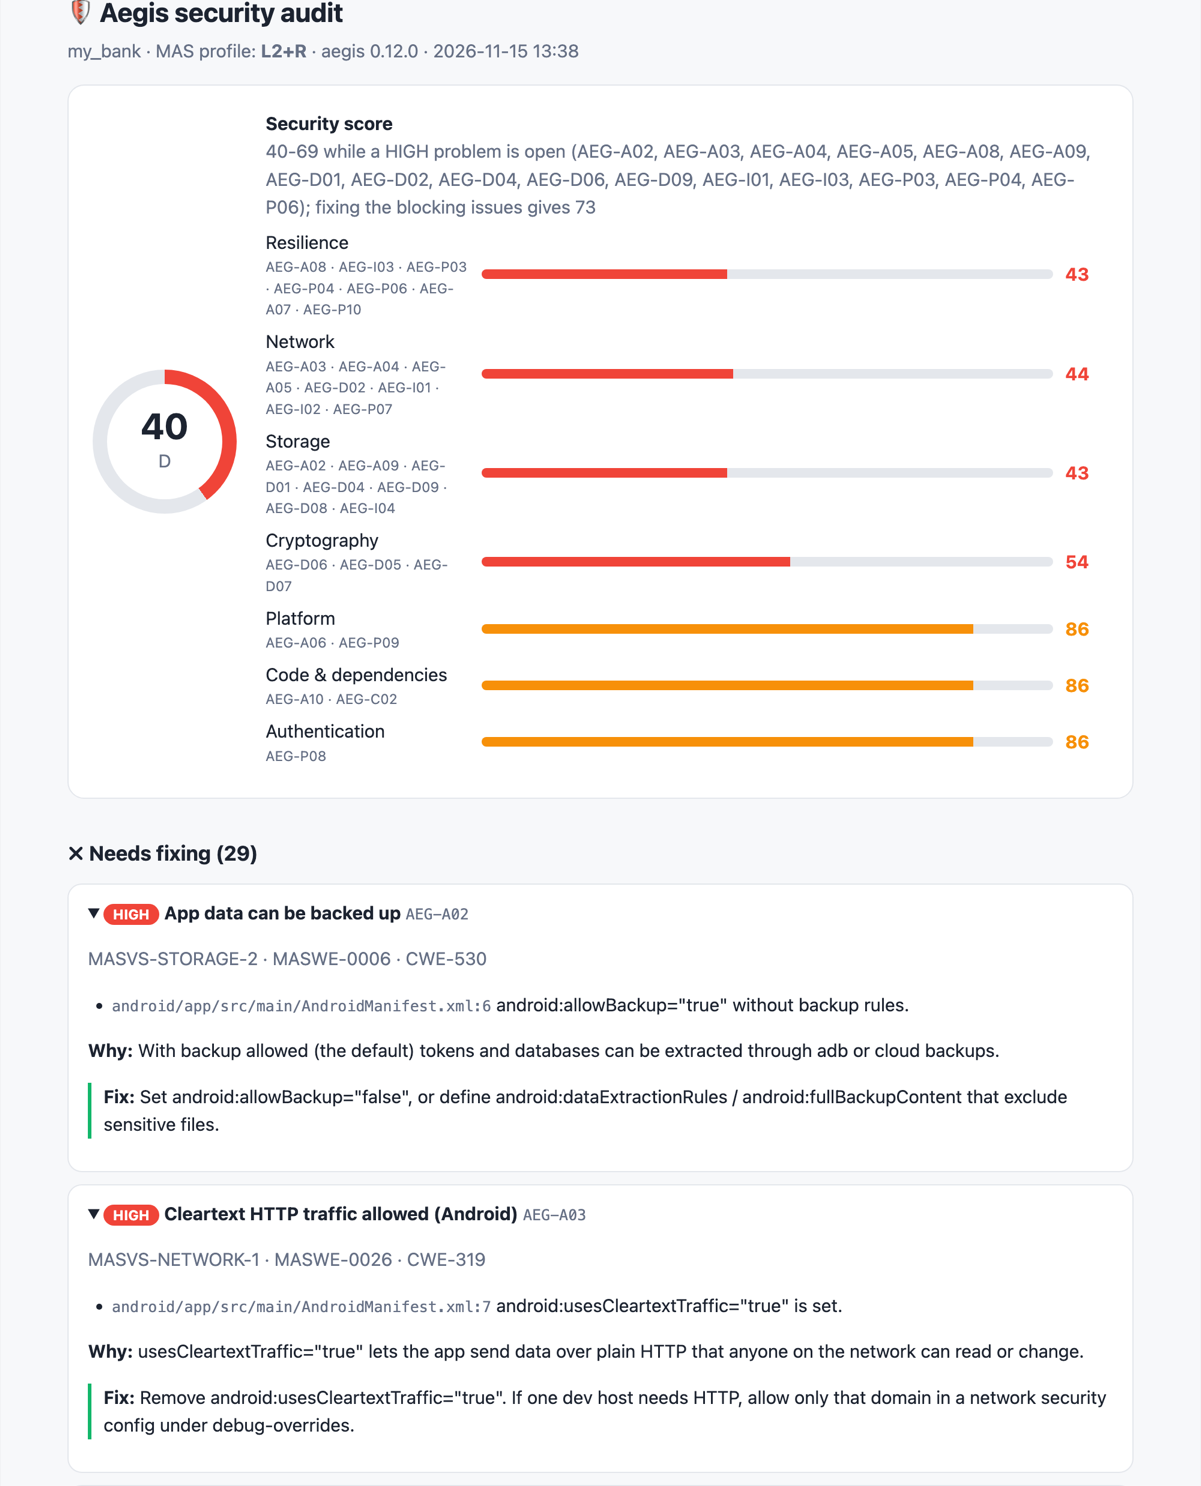 Aegis security audit
my_bank · MAS profile: L2+R · aegis 0.12.0 · 2026-11-15 13:38
Security score
40-69 while a HIGH problem is open (AEG-A02, AEG-A03, AEG-A04, AEG-A05, AEG-A08, AEG-A09,
AEG-D01, AEG-D02, AEG-D04, AEG-D06, AEG-D09, AEG-I01, AEG-I03, AEG-P03, AEG-P04, AEG-
P06); fixing the blocking issues gives 73
40
D
Resilience
AEG-A08 · AEG-I03 · AEG-P03
· AEG-P04 · AEG-P06 · AEG-
A07 · AEG-P10
43
Network
AEG-A03 · AEG-A04 · AEG-
A05 · AEG-D02 · AEG-I01 ·
AEG-I02 · AEG-P07
44
Storage
AEG-A02 · AEG-A09 · AEG-
D01 · AEG-D04 · AEG-D09 ·
AEG-D08 · AEG-I04
43
Cryptography
AEG-D06 · AEG-D05 · AEG-
D07
54
Platform
AEG-A06 · AEG-P09
86
Code & dependencies
AEG-A10 · AEG-C02
86
Authentication
AEG-P08
86
✕ Needs fixing (29)
▼ HIGH App data can be backed up AEG-A02
MASVS-STORAGE-2 · MASWE-0006 · CWE-530
• android/app/src/main/AndroidManifest.xml:6 android:allowBackup="true" without backup rules.
Why: With backup allowed (the default) tokens and databases can be extracted through adb or cloud backups.
Fix: Set android:allowBackup="false", or define android:dataExtractionRules / android:fullBackupContent that exclude
sensitive files.
▼ HIGH Cleartext HTTP traffic allowed (Android) AEG-A03
MASVS-NETWORK-1 · MASWE-0026 · CWE-319
• android/app/src/main/AndroidManifest.xml:7 android:usesCleartextTraffic="true" is set.
Why: usesCleartextTraffic="true" lets the app send data over plain HTTP that anyone on the network can read or change.
Fix: Remove android:usesCleartextTraffic="true". If one dev host needs HTTP, allow only that domain in a network security
config under debug-overrides.